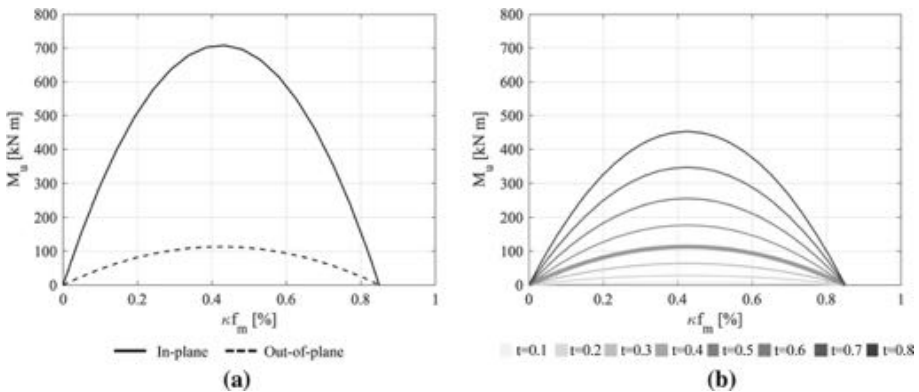 800
700
600
500
400
300
200
100
0
M_u [kN m]
0 0.2 0.4 0.6 0.8 1
κf_m [%]
In-plane Out-of-plane
(a)
800
700
600
500
400
300
200
100
0
M_u [kN m]
0 0.2 0.4 0.6 0.8 1
κf_m [%]
t=0.1 t=0.2 t=0.3 t=0.4 t=0.5 t=0.6 t=0.7 t=0.8
(b)